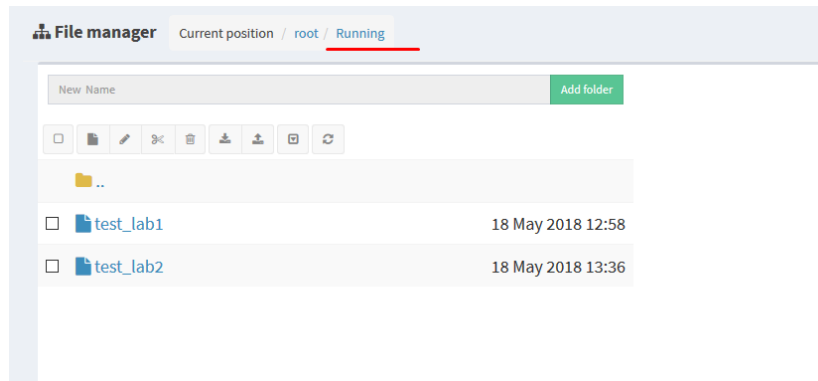 File manager Current position / root / Running
New Name Add folder
..
test_lab1 18 May 2018 12:58
test_lab2 18 May 2018 13:36